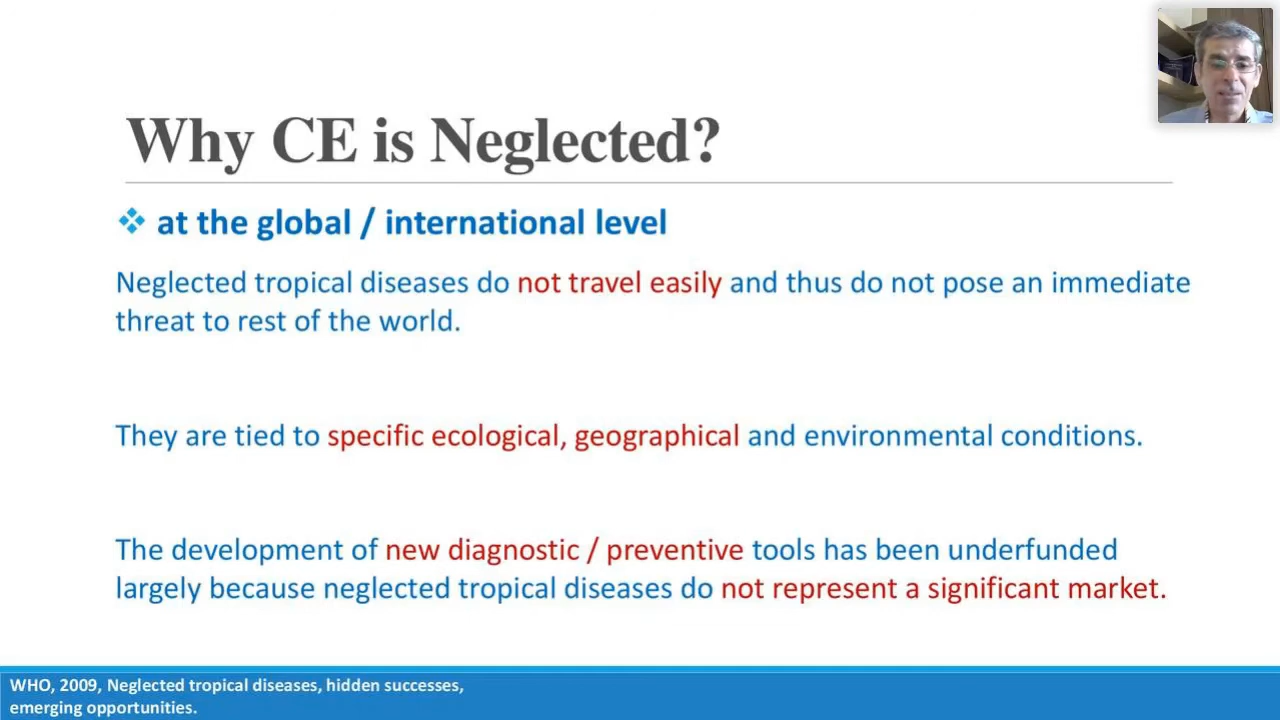 Why CE is Neglected?
❖ at the global / international level
Neglected tropical diseases do not travel easily and thus do not pose an immediate
threat to rest of the world.
They are tied to specific ecological, geographical and environmental conditions.
The development of new diagnostic / preventive tools has been underfunded
largely because neglected tropical diseases do not represent a significant market.
WHO, 2009, Neglected tropical diseases, hidden successes,
emerging opportunities.